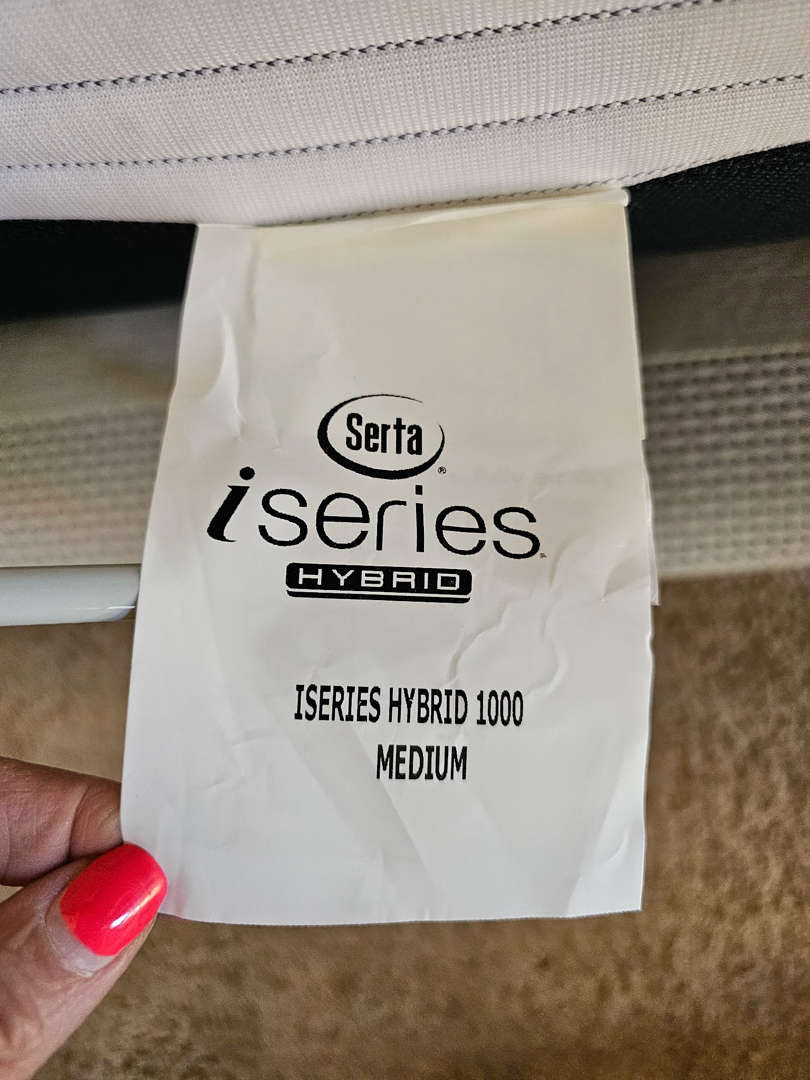 Serta®
iseries
HYBRID
ISERIES HYBRID 1000
MEDIUM